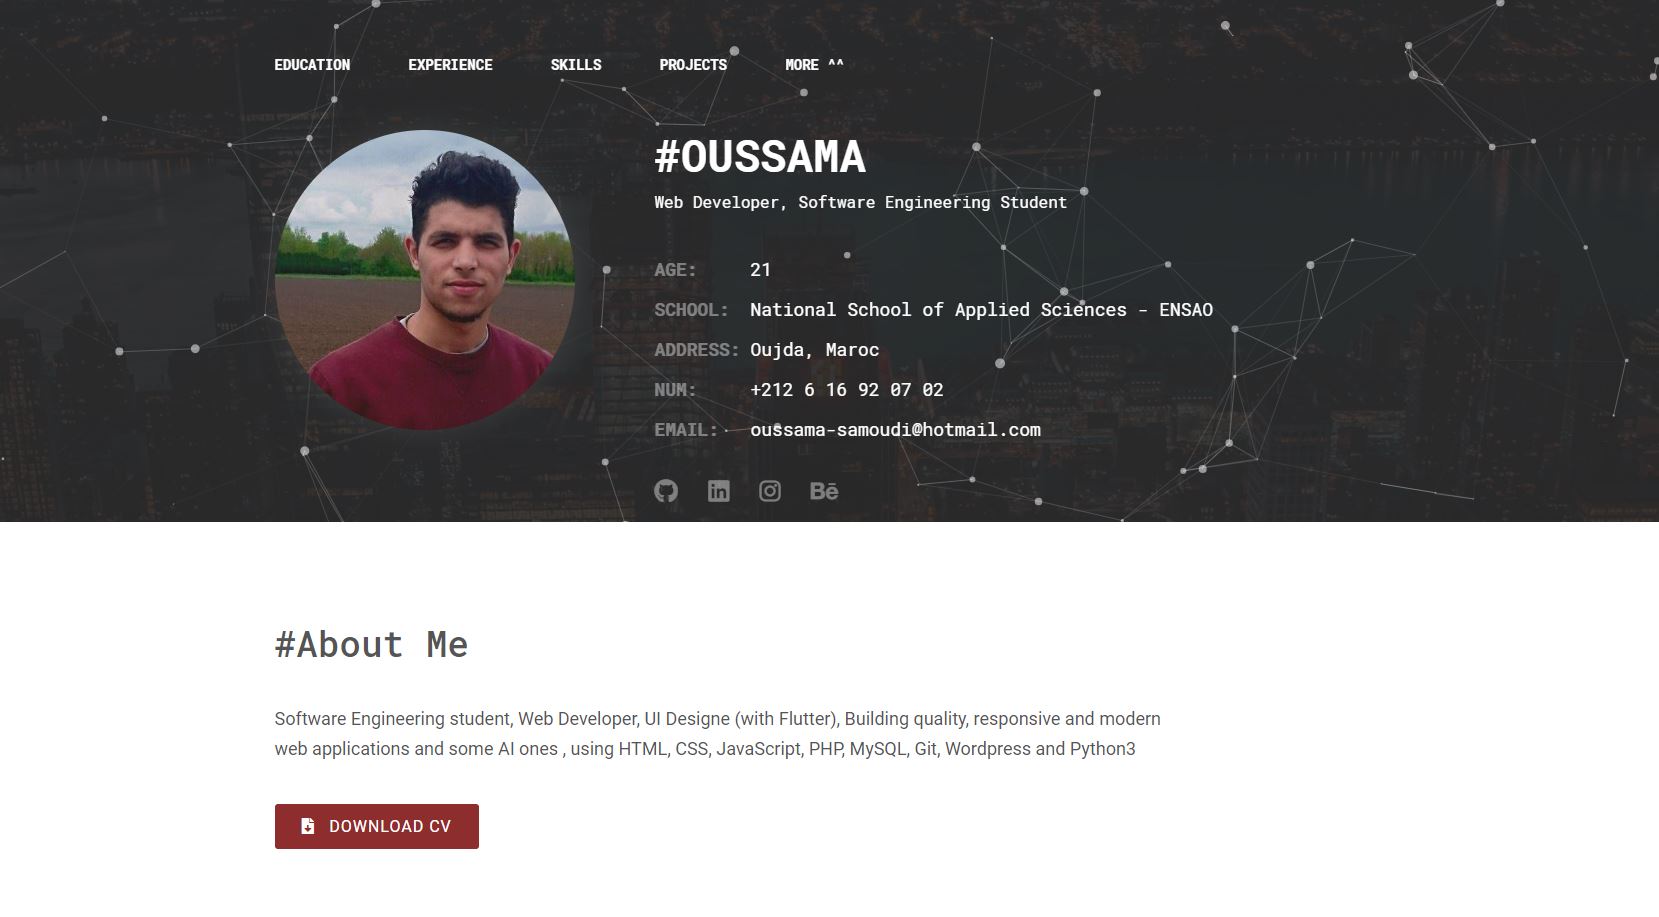 EDUCATION EXPERIENCE SKILLS PROJECTS MORE ^^
#OUSSAMA
Web Developer, Software Engineering Student
AGE: 21
SCHOOL: National School of Applied Sciences - ENSAO
ADDRESS: Oujda, Maroc
NUM: +212 6 16 92 07 02
EMAIL: oussama-samoudi@hotmail.com
in Bē
#About Me
Software Engineering student, Web Developer, UI Designe (with Flutter), Building quality, responsive and modern
web applications and some AI ones , using HTML, CSS, JavaScript, PHP, MySQL, Git, Wordpress and Python3
DOWNLOAD CV